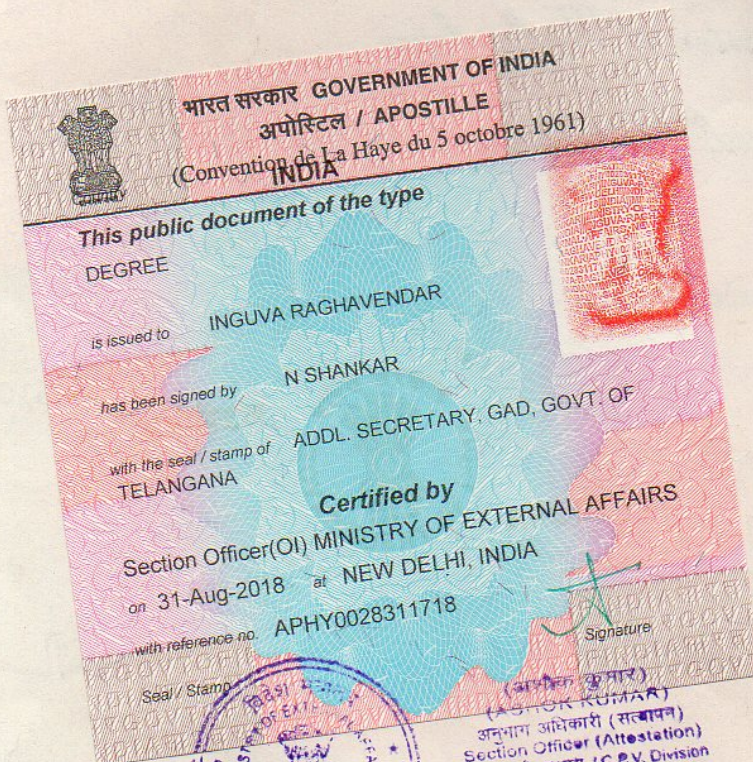 भारत सरकार GOVERNMENT OF INDIA
अपोस्टिल / APOSTILLE
(Convention de La Haye du 5 octobre 1961)
INDIA
This public document of the type
DEGREE
is issued to INGUVA RAGHAVENDAR
has been signed by N SHANKAR
with the seal / stamp of ADDL. SECRETARY, GAD, GOVT. OF
TELANGANA
Certified by
Section Officer(OI) MINISTRY OF EXTERNAL AFFAIRS
on 31-Aug-2018 at NEW DELHI, INDIA
with reference no. APHY0028311718
Signature
Seal / Stamp
(अशोक कुमार)
(ASHOK KUMAR)
अनुभाग अधिकारी (सत्यापन)
Section Officer (Attestation)
/ C.P.V. Division